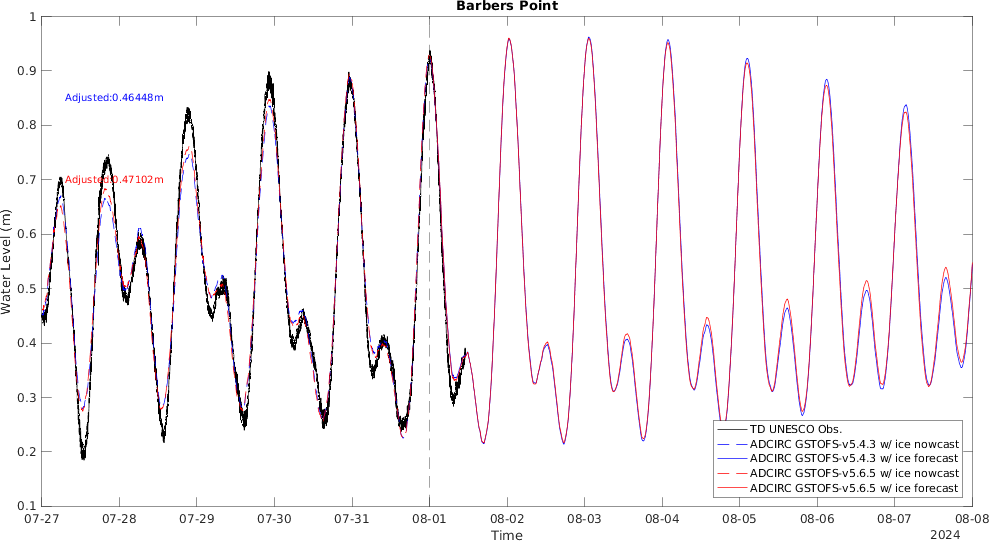 Barbers Point
Water Level (m)
1
0.9
0.8
0.7
0.6
0.5
0.4
0.3
0.2
0.1
Adjusted:0.46448m
Adjusted:0.47102m
TD UNESCO Obs.
ADCIRC GSTOFS-v5.4.3 w/ ice nowcast
ADCIRC GSTOFS-v5.4.3 w/ ice forecast
ADCIRC GSTOFS-v5.6.5 w/ ice nowcast
ADCIRC GSTOFS-v5.6.5 w/ ice forecast
07-27 07-28 07-29 07-30 07-31 08-01 08-02 08-03 08-04 08-05 08-06 08-07 08-08
Time
2024